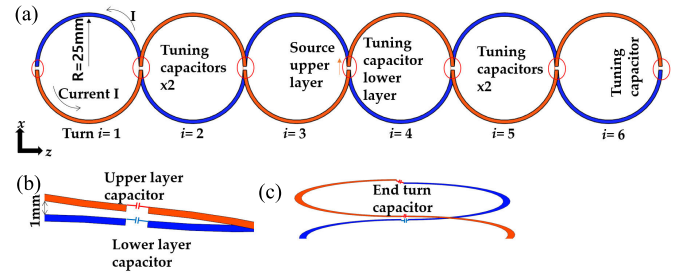 (a)
I
R=25mm
Current I
Tuning
capacitors
x2
Source
upper
layer
Tuning
capacitor
lower
layer
Tuning
capacitors
x2
Tuning
capacitor
x
z
Turn i= 1
i= 2
i= 3
i= 4
i= 5
i= 6
(b)
Upper layer
capacitor
1mm
Lower layer
capacitor
(c)
End turn
capacitor